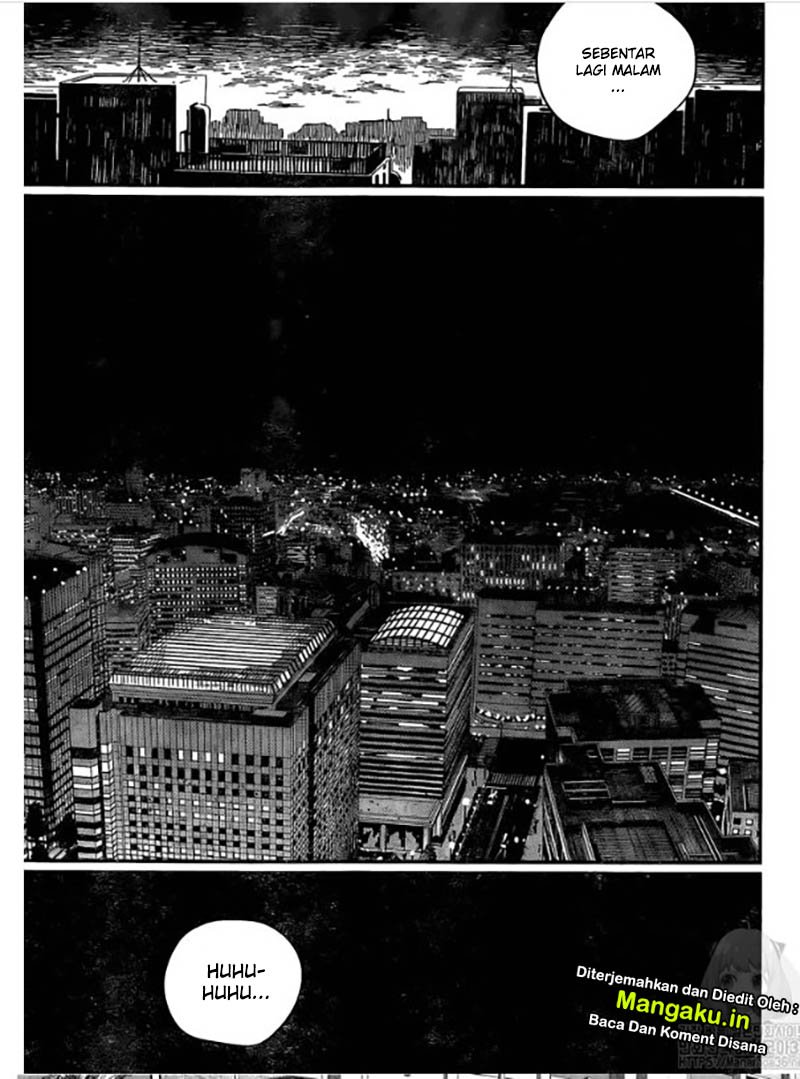 SEBENTAR
LAGI MALAM
...
HUHU-
HUHU...
Diterjemahkan dan Diedit Oleh :
Mangaku.in
Baca Dan Koment Disana